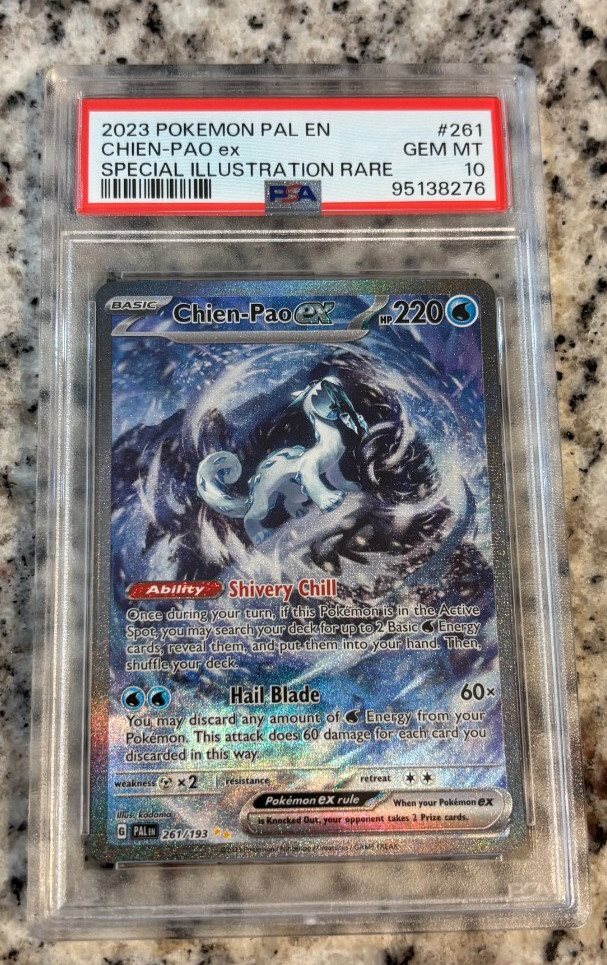 2023 POKEMON PAL EN #261
CHIEN-PAO ex GEM MT
SPECIAL ILLUSTRATION RARE 10
PSA 95138276
BASIC Chien-Pao ex HP 220
Ability Shivery Chill
Once during your turn, if this Pokémon is in the Active
Spot, you may search your deck for up to 2 Basic Energy
cards, reveal them, and put them into your hand. Then,
shuffle your deck.
Hail Blade 60×
You may discard any amount of Energy from your
Pokémon. This attack does 60 damage for each card you
discarded in this way.
weakness ×2 resistance retreat
Pokémon ex rule When your Pokémon ex
is Knocked Out, your opponent takes 2 Prize cards.
Illus. kodama
G PAL EN 261/193
GAME FREAK